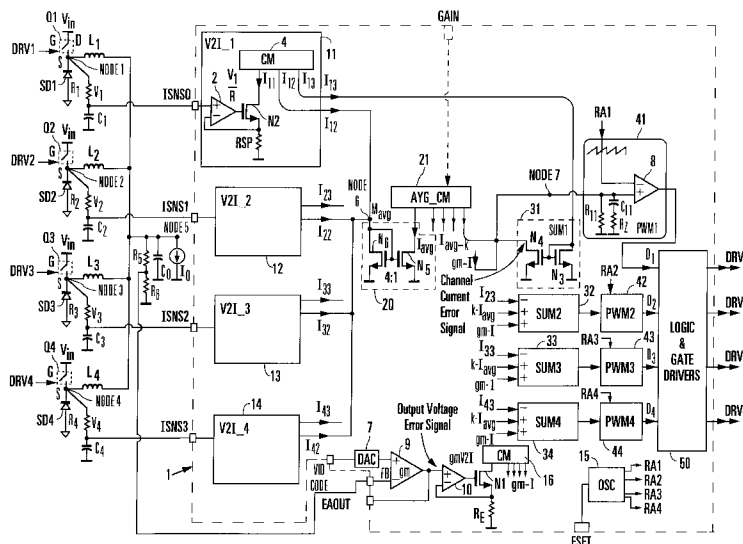 Q1 Vin
G D
DRV1
S
L1
NODE 1
SD1
R1
V1
C1
ISNS0
V2I_1
CM
4
11
V1
R
I11
I12
I13
I13
2
N2
RSP
I12
GAIN
Q2
Vin
G
DRV2
S
L2
NODE 2
SD2
R2
V2
C2
ISNS1
V2I_2
12
I23
I22
NODE 5
NODE 6
Mavg
21
AYG_CM
Iavg
Iavg-k
gm-I
N6
N5
4:1
20
Channel
Current
Error
Signal
NODE 7
31
SUM1
N4
N3
RA1
41
8
R11
C11
RZ
PWM1
D1
Q3
Vin
G
DRV3
S
L3
NODE 3
SD3
R3
V3
C3
R5
R6
C0
I0
ISNS2
V2I_3
13
I33
I32
I23
k-Iavg
gm-I
SUM2
32
RA2
PWM2
42
D2
I33
k-Iavg
gm-I
SUM3
33
RA3
PWM3
43
D3
I43
k-Iavg
gm-I
SUM4
34
RA4
PWM4
44
D4
LOGIC
&
GATE
DRIVERS
50
DRV
DRV
DRV
DRV
Q4
Vin
G
DRV4
S
L4
NODE 4
SD4
R4
V4
C4
ISNS3
V2I_4
14
I43
I42
1
VID
CODE
7
DAC
9
FB
gm
EAOUT
Output Voltage
Error Signal
gmV2I
10
N1
RE
CM
16
gm-I
15
OSC
RA1
RA2
RA3
RA4